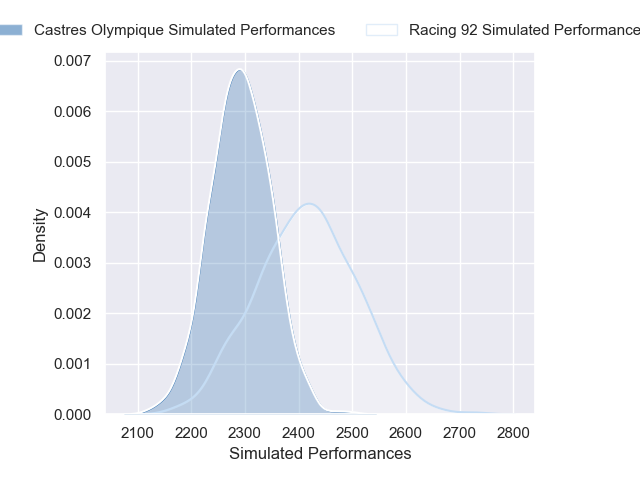 Castres Olympique Simulated Performances
Racing 92 Simulated Performance
0.007
0.006
0.005
0.004
0.003
0.002
0.001
0.000
Density
2100 2200 2300 2400 2500 2600 2700 2800
Simulated Performances